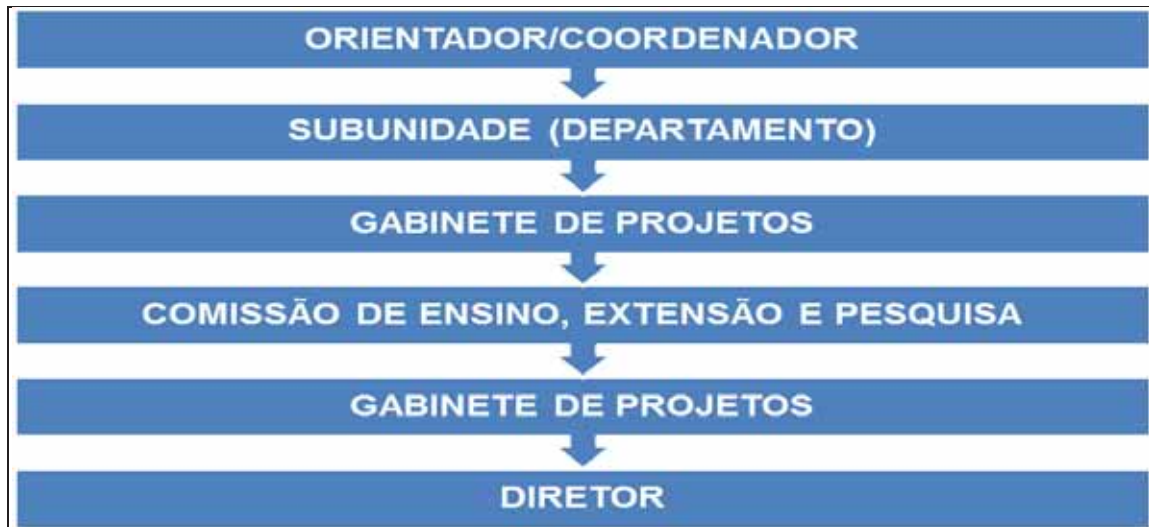 ORIENTADOR/COORDENADOR
SUBUNIDADE (DEPARTAMENTO)
GABINETE DE PROJETOS
COMISSÃO DE ENSINO, EXTENSÃO E PESQUISA
GABINETE DE PROJETOS
DIRETOR